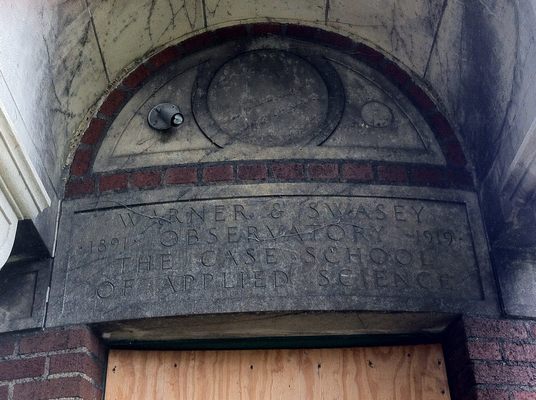 WARNER & SWASEY
·1891· OBSERVATORY ·1919·
THE CASE SCHOOL
OF APPLIED SCIENCE